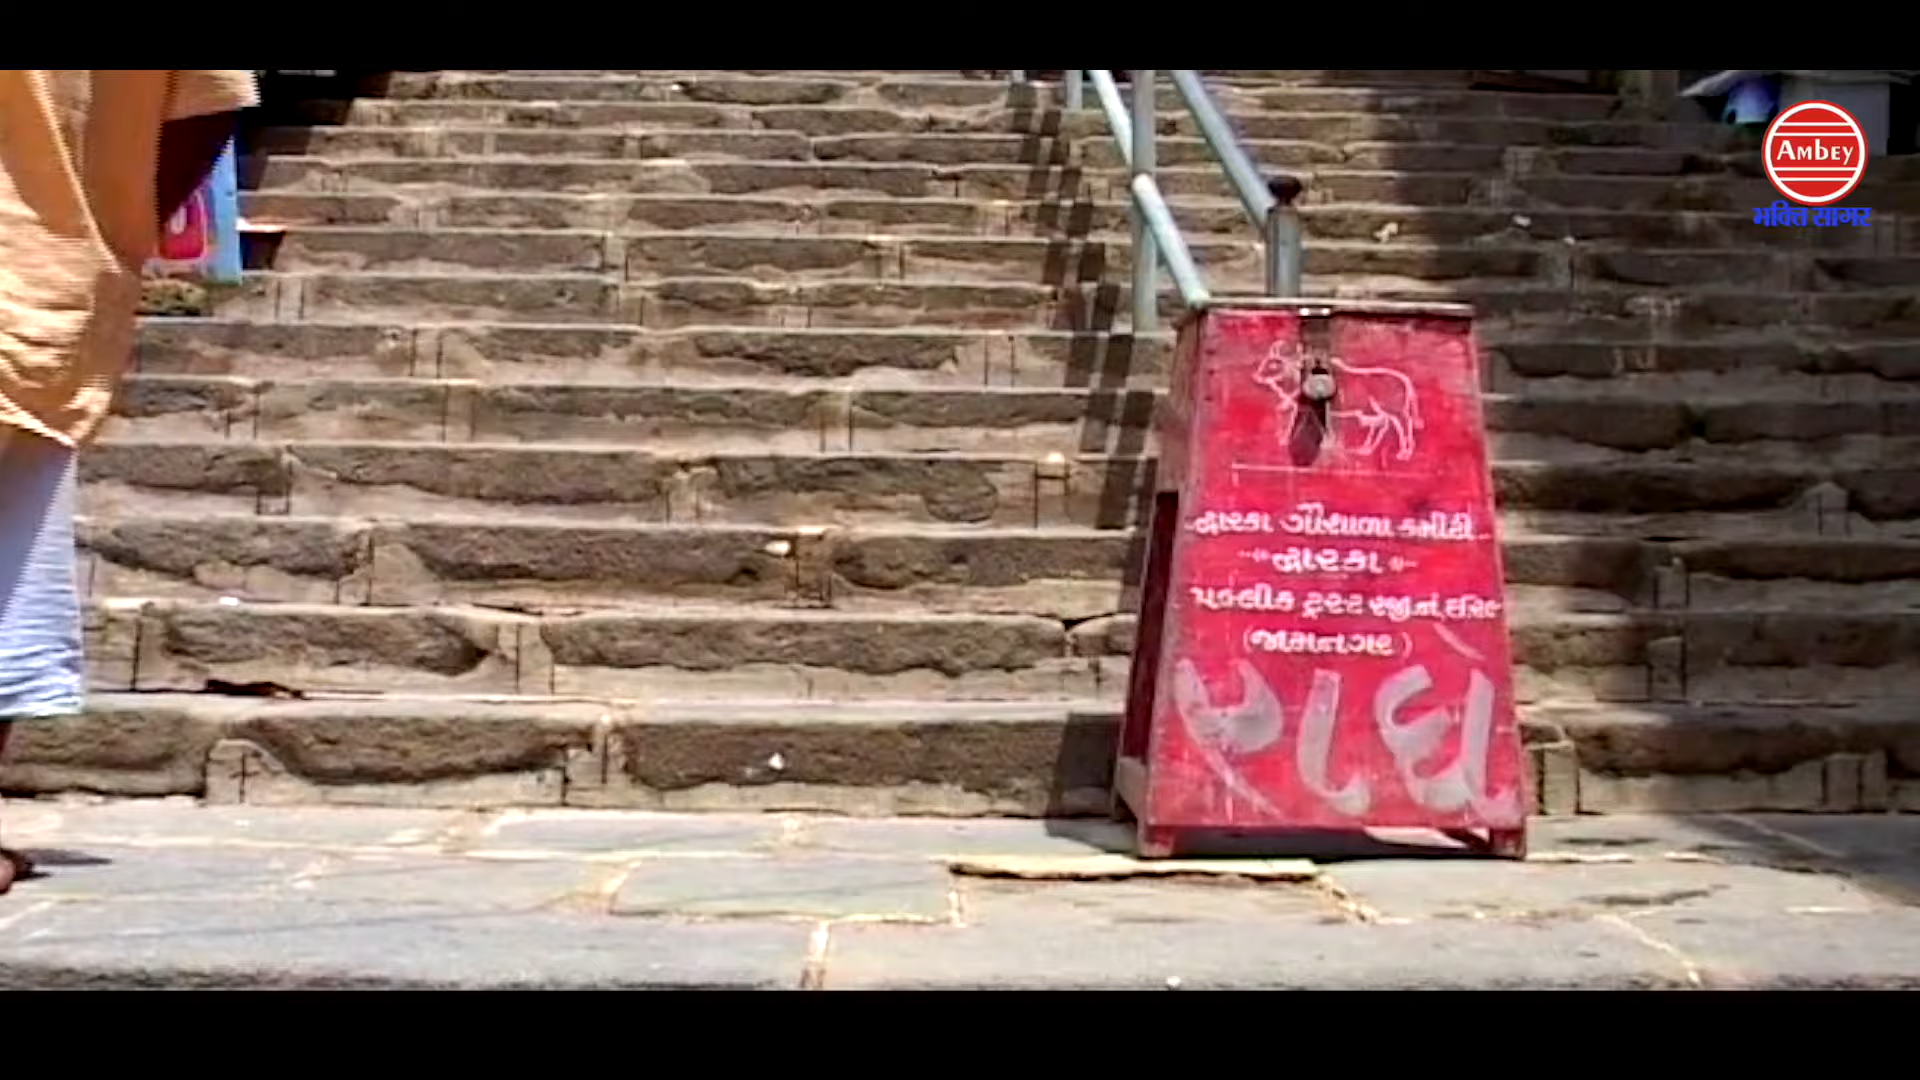 AMBEY
भक्ति सागर
દ્વારકા ગૌશાળા કમીટી
દ્વારકા
પબ્લીક ટ્રસ્ટ રજી.નં.
(જામનગર)
રાધે